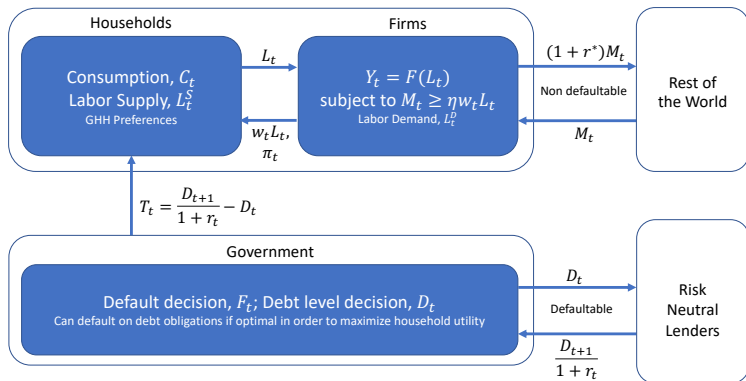 Households
Firms
Consumption, C_t
Labor Supply, L_t^S
GHH Preferences
L_t
w_tL_t,
π_t
Y_t = F(L_t)
subject to M_t ≥ ηw_tL_t
Labor Demand, L_t^D
(1 + r*)M_t
Non defaultable
M_t
Rest of
the World
T_t = D_{t+1}/(1 + r_t) − D_t
Government
Default decision, F_t; Debt level decision, D_t
Can default on debt obligations if optimal in order to maximize household utility
D_t
Defaultable
D_{t+1}/(1 + r_t)
Risk
Neutral
Lenders